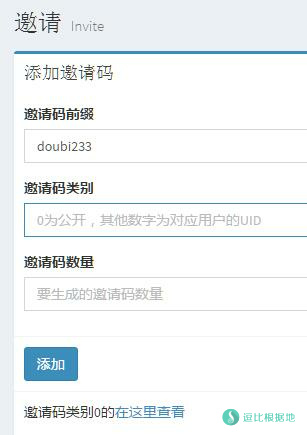 邀请 Invite
添加邀请码
邀请码前缀
doubi233
邀请码类别
0为公开，其他数字为对应用户的UID
邀请码数量
要生成的邀请码数量
添加
邀请码类别0的在这里查看
逗比根据地